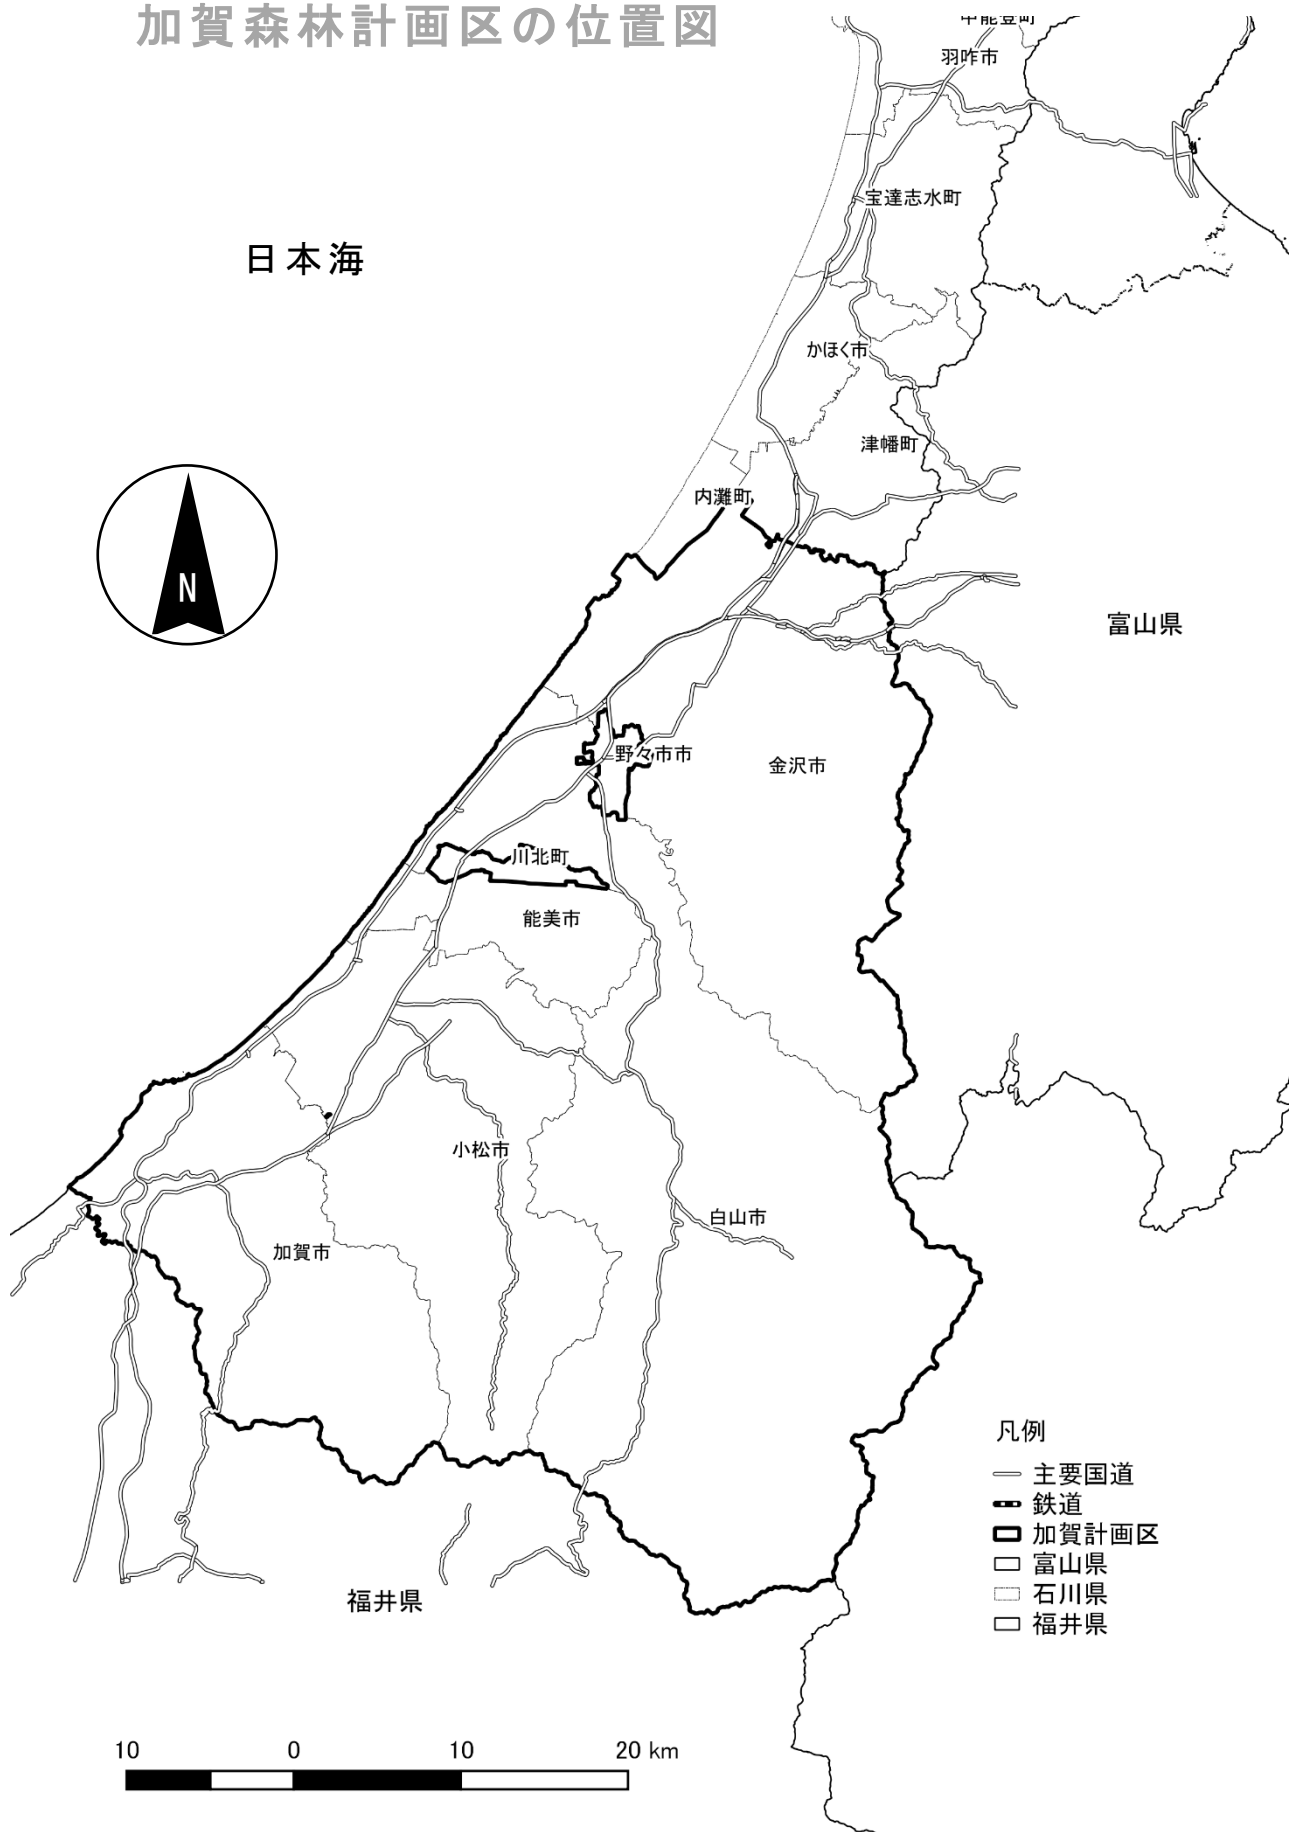 加賀森林計画区の位置図
中能登町
羽咋市
宝達志水町
日本海
かほく市
津幡町
内灘町
N
富山県
野々市市
金沢市
川北町
能美市
小松市
白山市
加賀市
凡例
主要国道
鉄道
加賀計画区
富山県
石川県
福井県
福井県
10 0 10 20 km